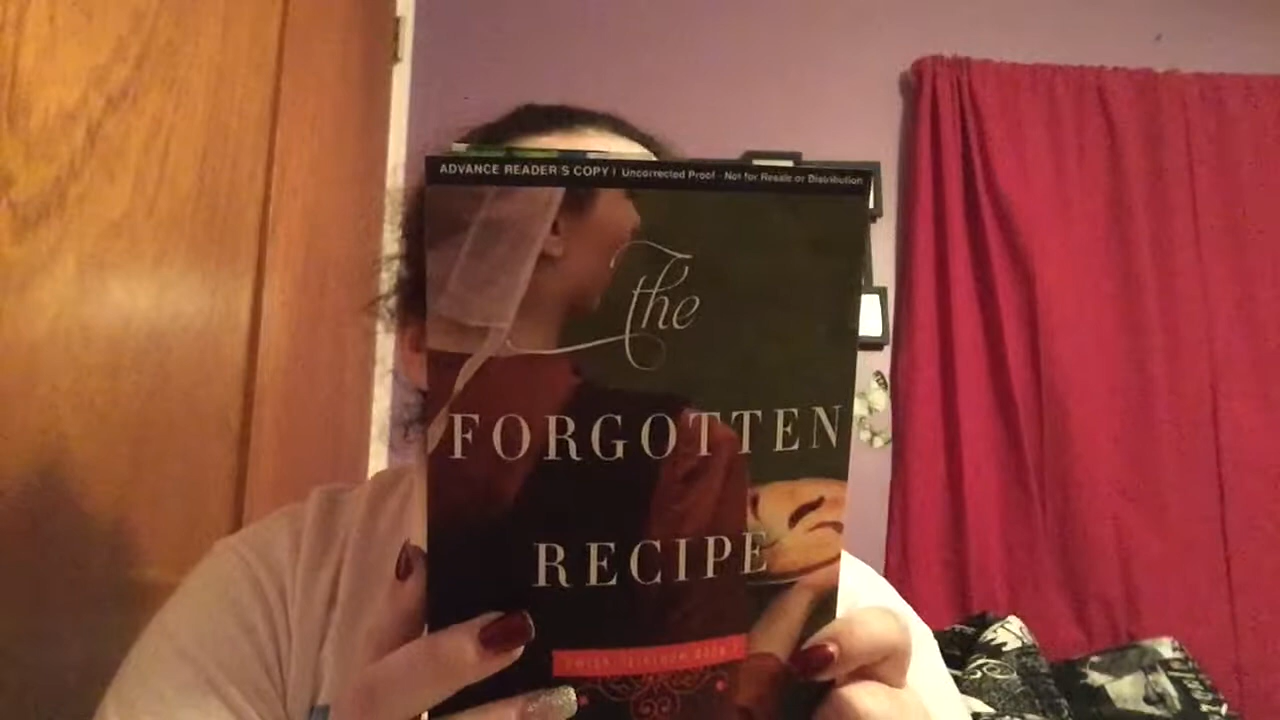 ADVANCE READER'S COPY | Uncorrected Proof - Not for Resale or Distribution
the
FORGOTTEN
RECIPE